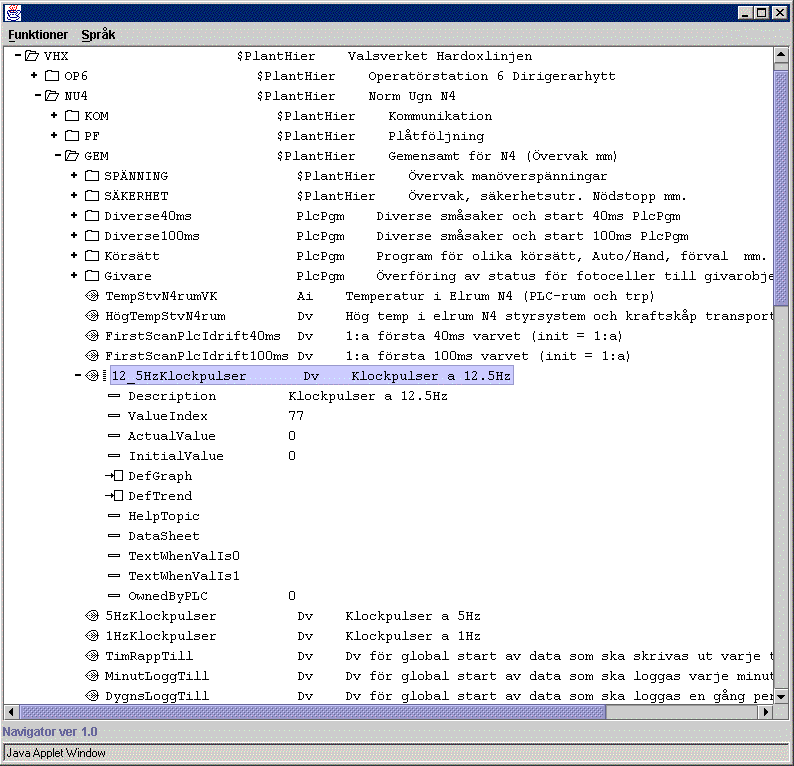 Funktioner Språk
VHX $PlantHier Valsverket Hardoxlinjen
OP6 $PlantHier Operatörstation 6 Dirigerarhytt
NU4 $PlantHier Norm Ugn N4
KOM $PlantHier Kommunikation
PF $PlantHier Plåtföljning
GEM $PlantHier Gemensamt för N4 (Övervak mm)
SPÄNNING $PlantHier Övervak manöverspänningar
SÄKERHET $PlantHier Övervak, säkerhetsutr. Nödstopp mm.
Diverse40ms PlcPgm Diverse småsaker och start 40ms PlcPgm
Diverse100ms PlcPgm Diverse småsaker och start 100ms PlcPgm
Körsätt PlcPgm Program för olika körsätt, Auto/Hand, förval mm.
Givare PlcPgm Överföring av status för fotoceller till givarobje
TempStvN4rumVK Ai Temperatur i Elrum N4 (PLC-rum och trp)
HögTempStvN4rum Dv Hög temp i elrum N4 styrsystem och kraftskåp transport
FirstScanPlcIdrift40ms Dv 1:a första 40ms varvet (init = 1:a)
FirstScanPlcIdrift100ms Dv 1:a första 100ms varvet (init = 1:a)
12_5HzKlockpulser Dv Klockpulser a 12.5Hz
Description Klockpulser a 12.5Hz
ValueIndex 77
ActualValue 0
InitialValue 0
DefGraph
DefTrend
HelpTopic
DataSheet
TextWhenValIs0
TextWhenValIs1
OwnedByPLC 0
5HzKlockpulser Dv Klockpulser a 5Hz
1HzKlockpulser Dv Klockpulser a 1Hz
TimRappTill Dv Dv för global start av data som ska skrivas ut varje t
MinutLoggTill Dv Dv för global start av data som ska loggas varje minut
DygnsLoggTill Dv Dv för global start av data som ska loggas en gång per
Navigator ver 1.0
Java Applet Window